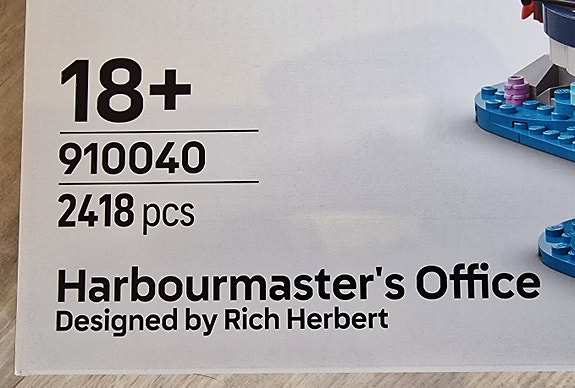 18+
910040
2418 pcs
Harbourmaster's Office
Designed by Rich Herbert